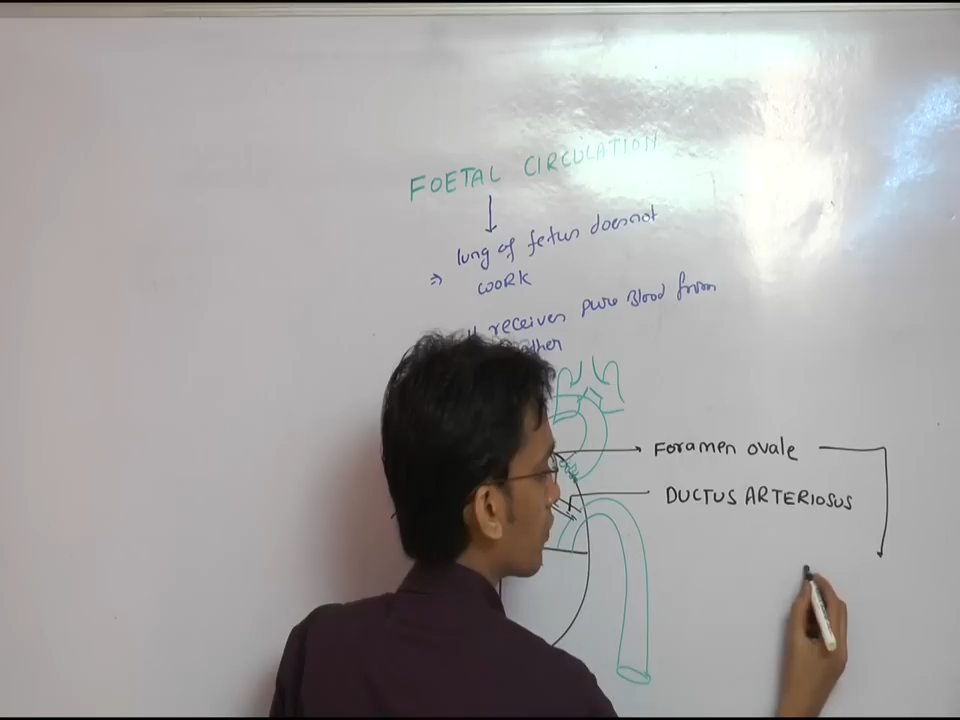 FOETAL CIRCULATION
lung of fetus doesnot
⇒ work
receives pure Blood from
Foramen ovale
DUCTUS ARTERIOSUS